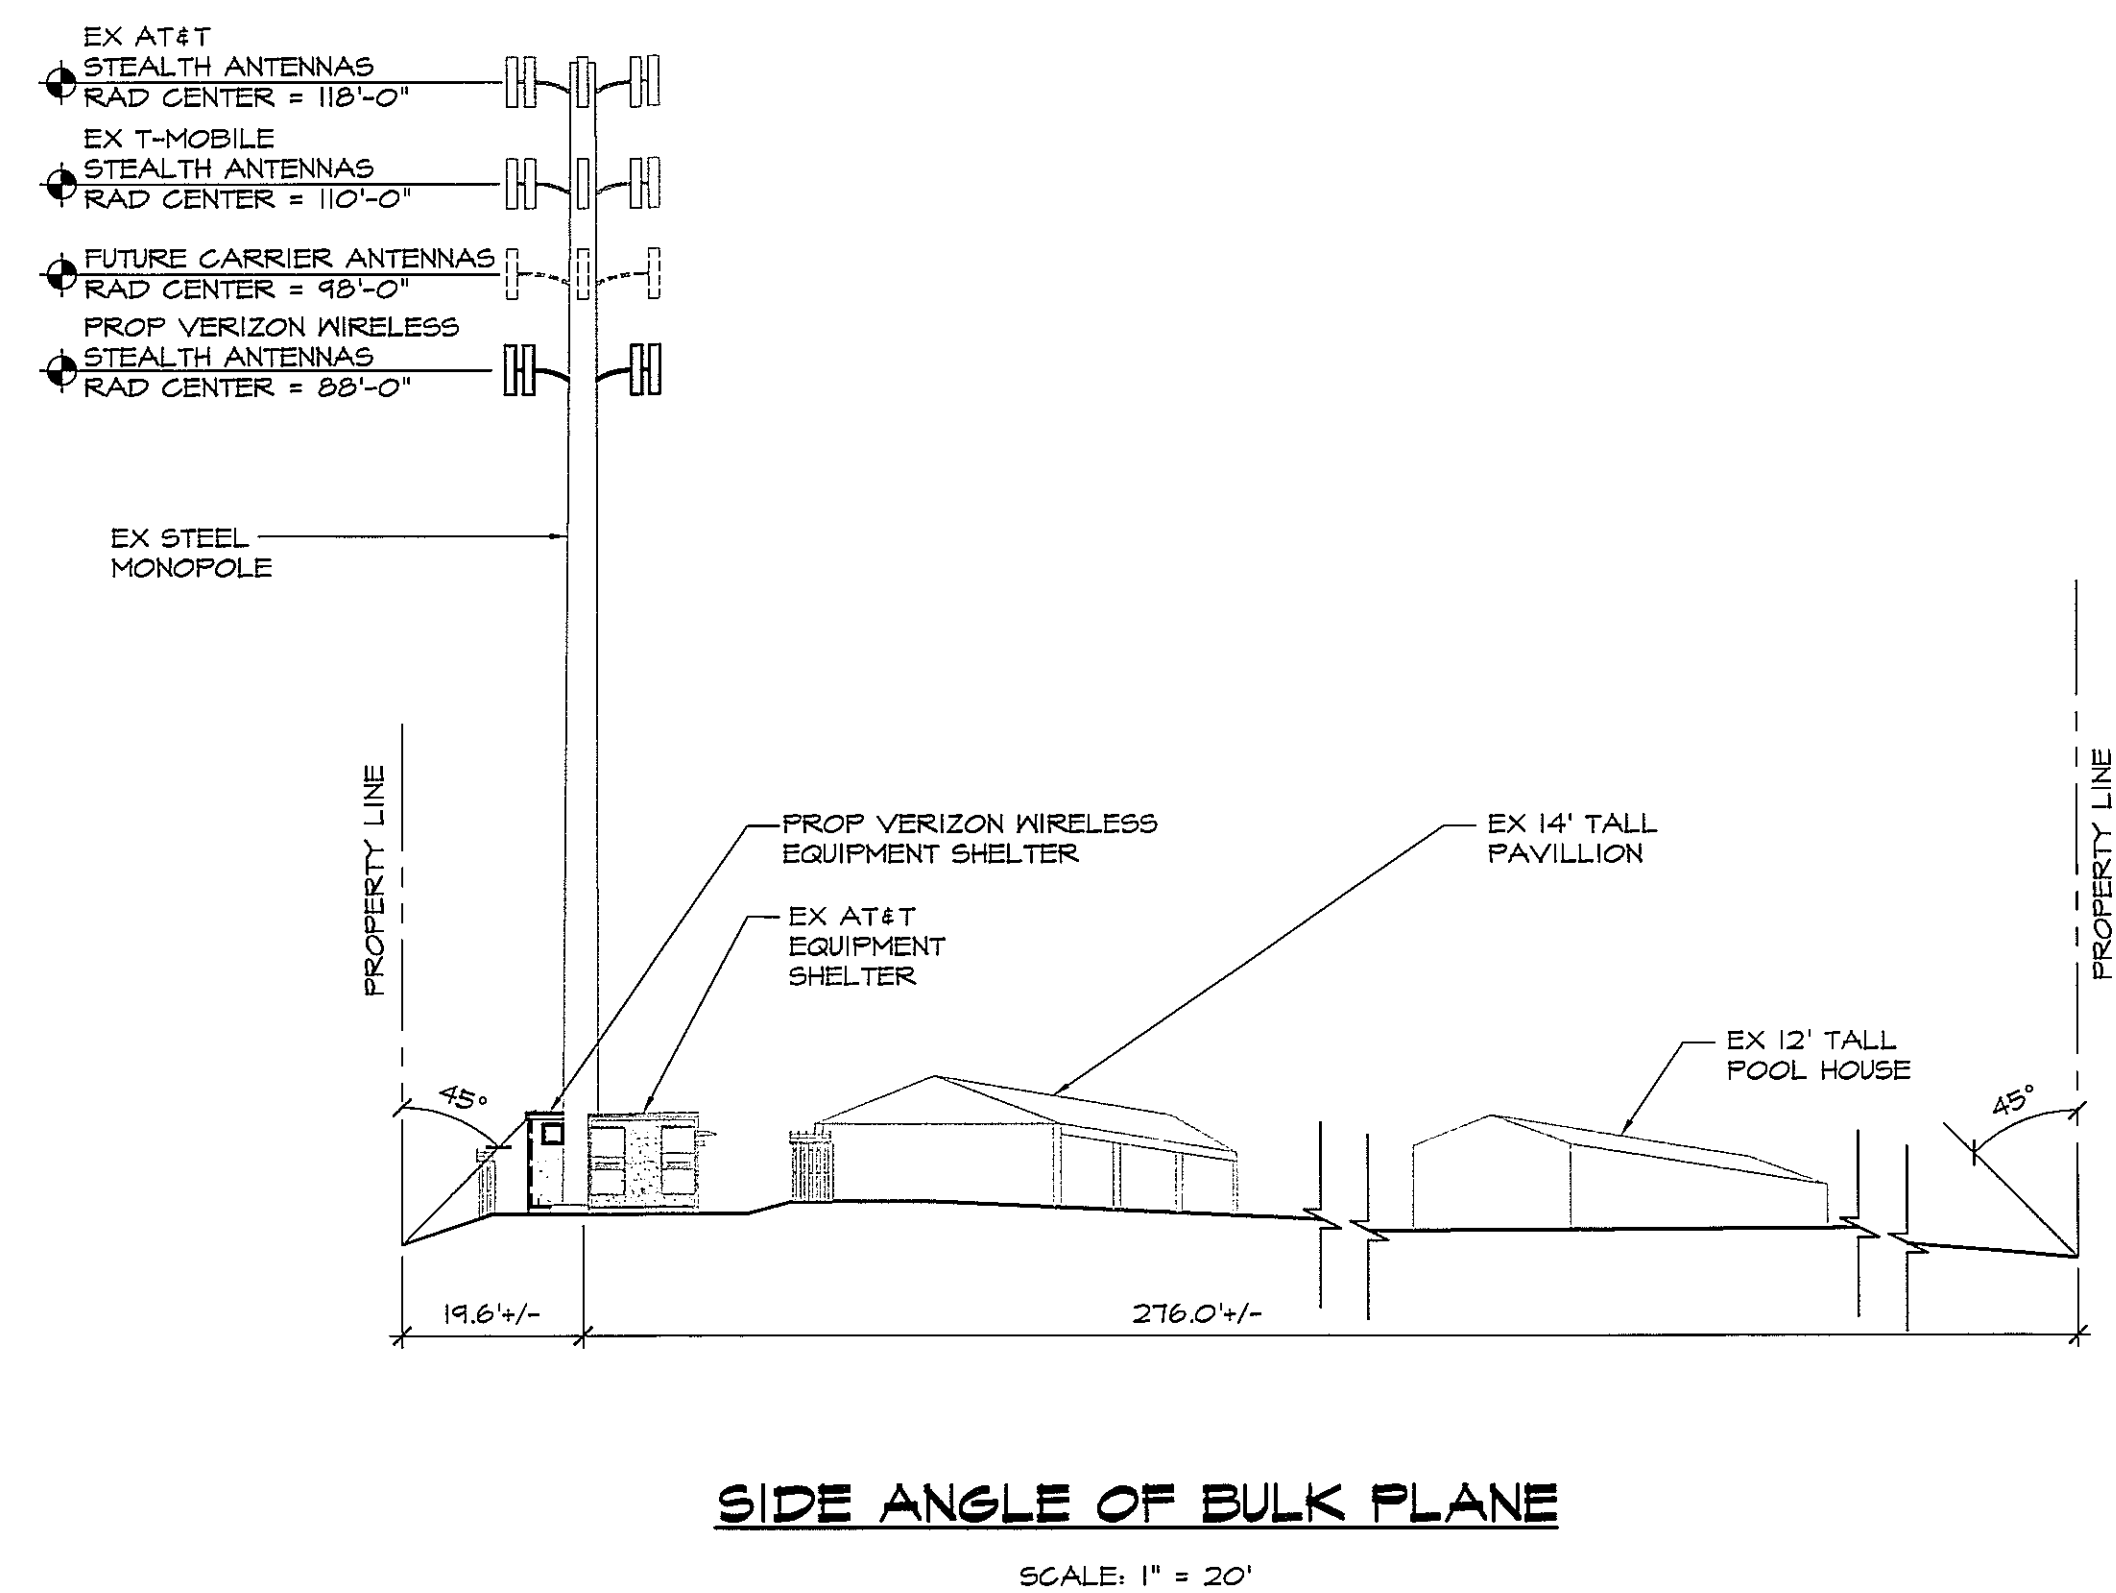 EX AT&T
STEALTH ANTENNAS
RAD CENTER = 118'-0"
EX T-MOBILE
STEALTH ANTENNAS
RAD CENTER = 110'-0"
FUTURE CARRIER ANTENNAS
RAD CENTER = 98'-0"
PROP VERIZON WIRELESS
STEALTH ANTENNAS
RAD CENTER = 88'-0"
EX STEEL
MONOPOLE
PROPERTY LINE
PROP VERIZON WIRELESS
EQUIPMENT SHELTER
EX AT&T
EQUIPMENT
SHELTER
EX 14' TALL
PAVILLION
EX 12' TALL
POOL HOUSE
PROPERTY LINE
45°
45°
19.6'+/-
276.0'+/-
SIDE ANGLE OF BULK PLANE
SCALE: 1" = 20'